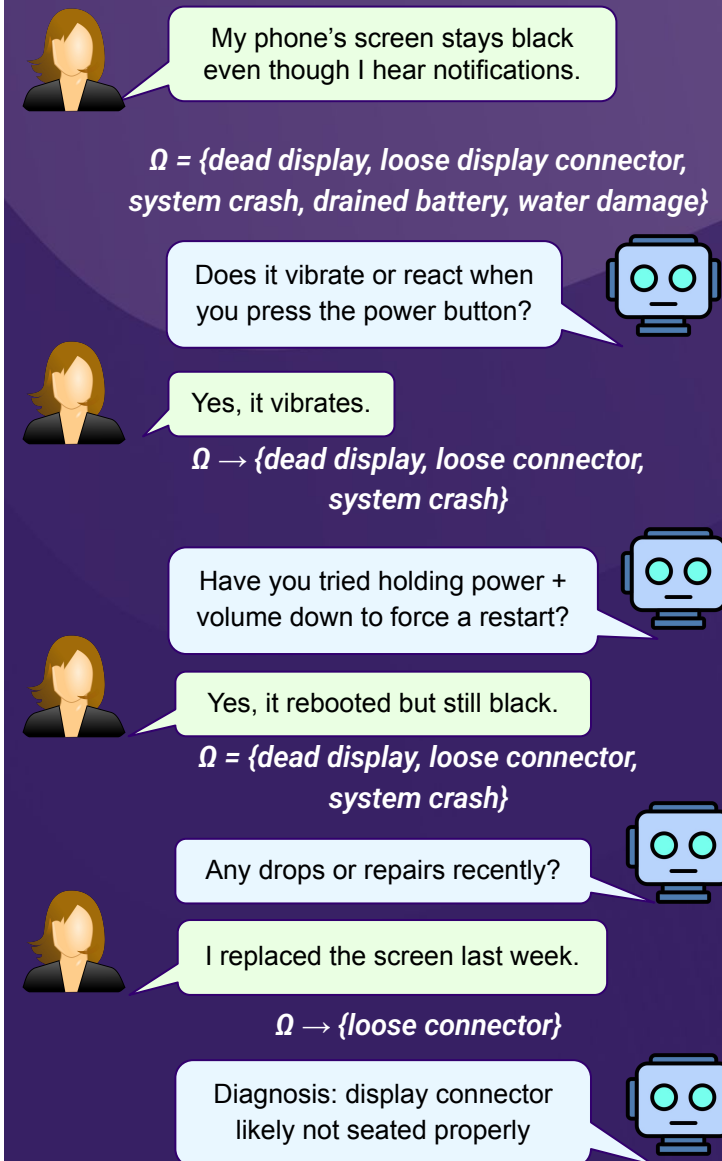 My phone's screen stays black
even though I hear notifications.
Ω = {dead display, loose display connector,
system crash, drained battery, water damage}
Does it vibrate or react when
you press the power button?
Yes, it vibrates.
Ω → {dead display, loose connector,
system crash}
Have you tried holding power +
volume down to force a restart?
Yes, it rebooted but still black.
Ω = {dead display, loose connector,
system crash}
Any drops or repairs recently?
I replaced the screen last week.
Ω → {loose connector}
Diagnosis: display connector
likely not seated properly